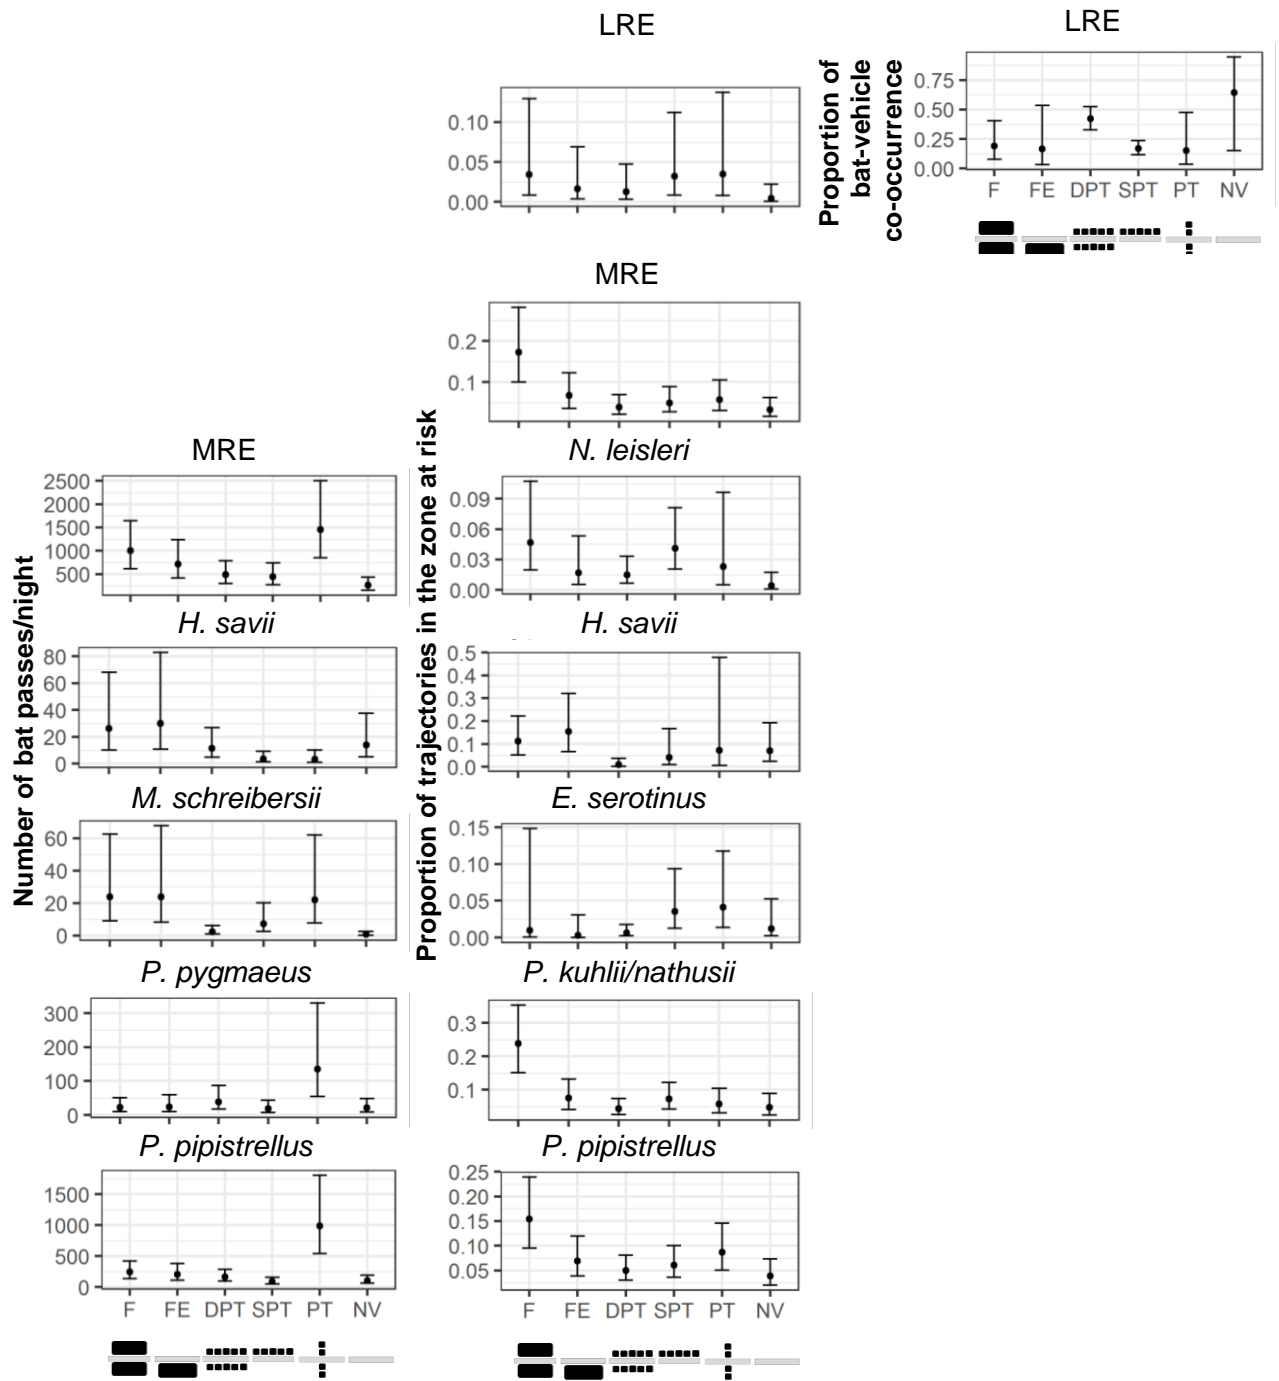 LRE
0.10
0.05
0.00
LRE
Proportion of
bat-vehicle
co-occurrence
0.75
0.50
0.25
0.00
F FE DPT SPT PT NV
MRE
0.2
0.1
Number of bat passes/night
MRE
2500
2000
1500
1000
500
H. savii
80
60
40
20
0
M. schreibersii
60
40
20
0
P. pygmaeus
300
200
100
0
P. pipistrellus
1500
1000
500
0
F FE DPT SPT PT NV
Proportion of trajectories in the zone at risk
N. leisleri
0.09
0.06
0.03
0.00
H. savii
0.5
0.4
0.3
0.2
0.1
0.0
E. serotinus
0.15
0.10
0.05
0.00
P. kuhlii/nathusii
0.3
0.2
0.1
P. pipistrellus
0.25
0.20
0.15
0.10
0.05
F FE DPT SPT PT NV